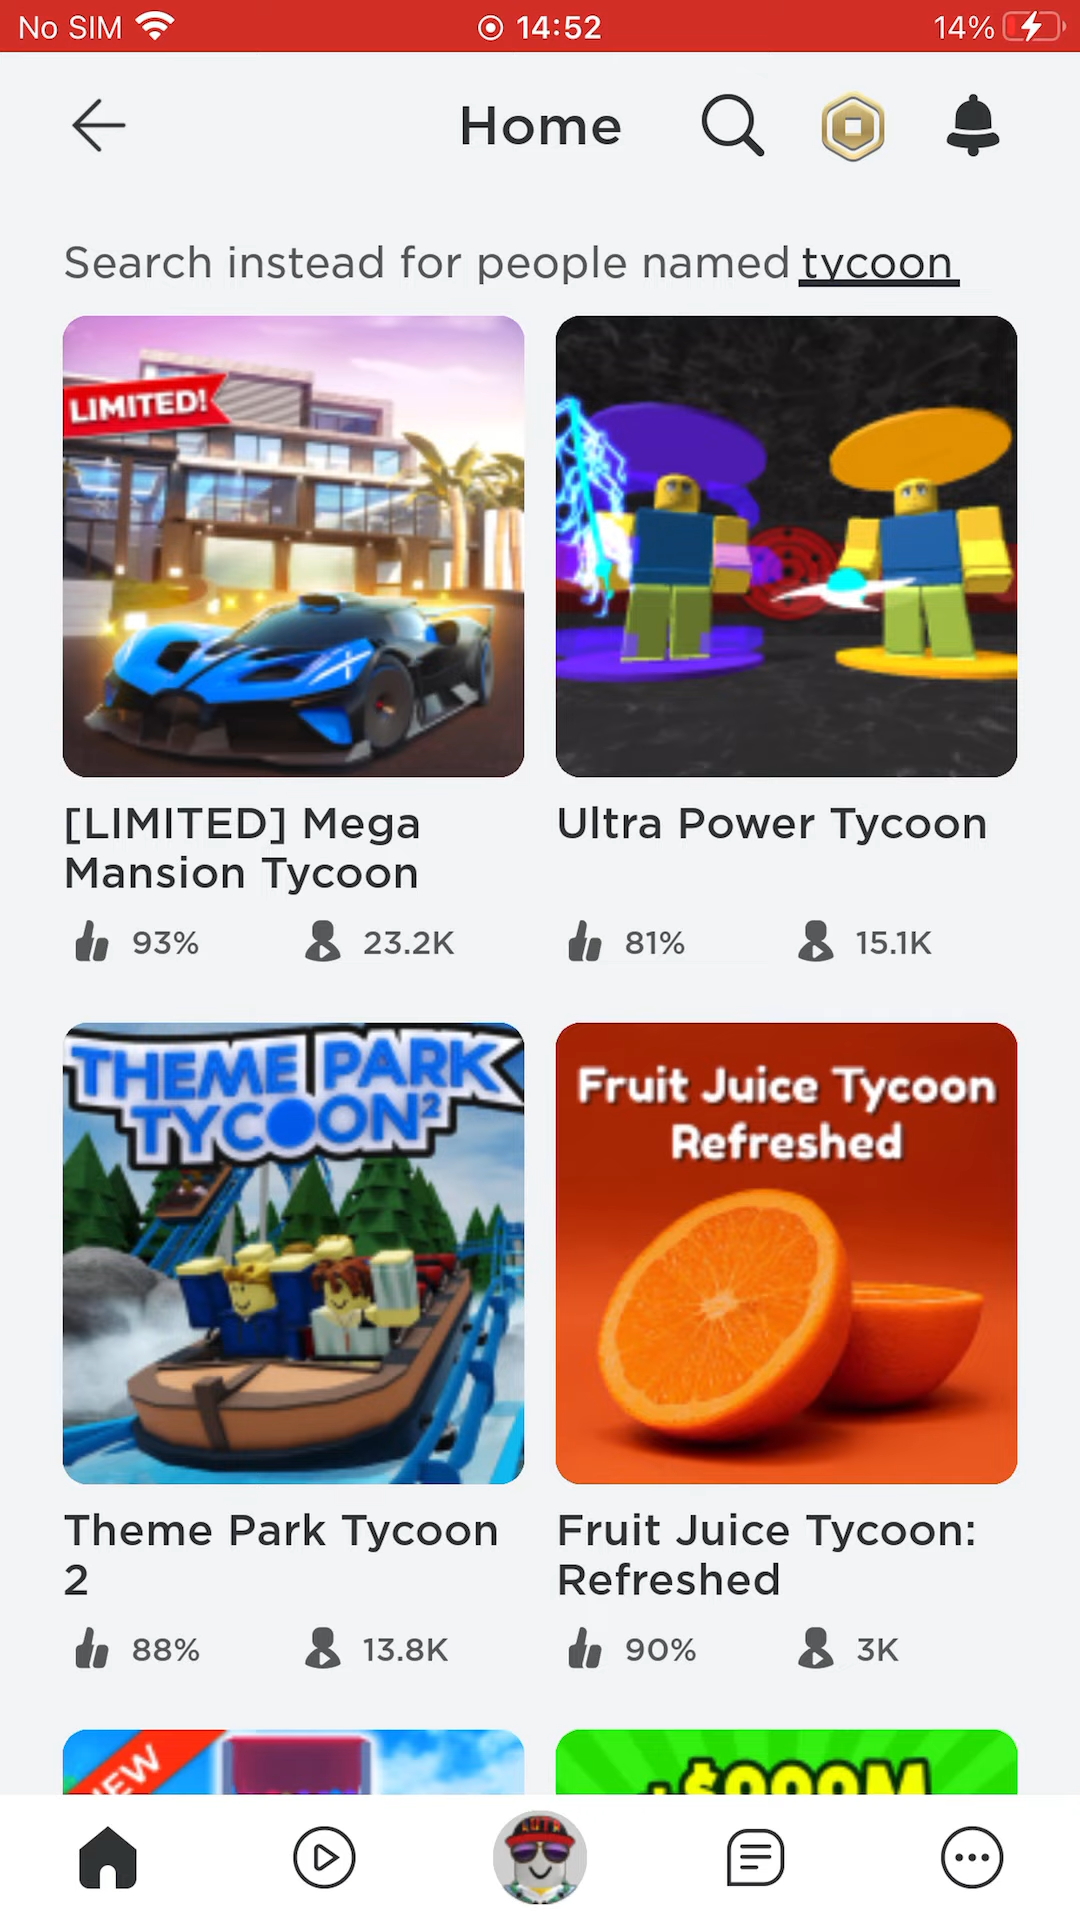 No SIM 14:52 14%
Home
Search instead for people named tycoon
LIMITED!
[LIMITED] Mega
Mansion Tycoon
93% 23.2K
Ultra Power Tycoon
81% 15.1K
THEME PARK
TYCOON²
Theme Park Tycoon
2
88% 13.8K
Fruit Juice Tycoon
Refreshed
Fruit Juice Tycoon:
Refreshed
90% 3K